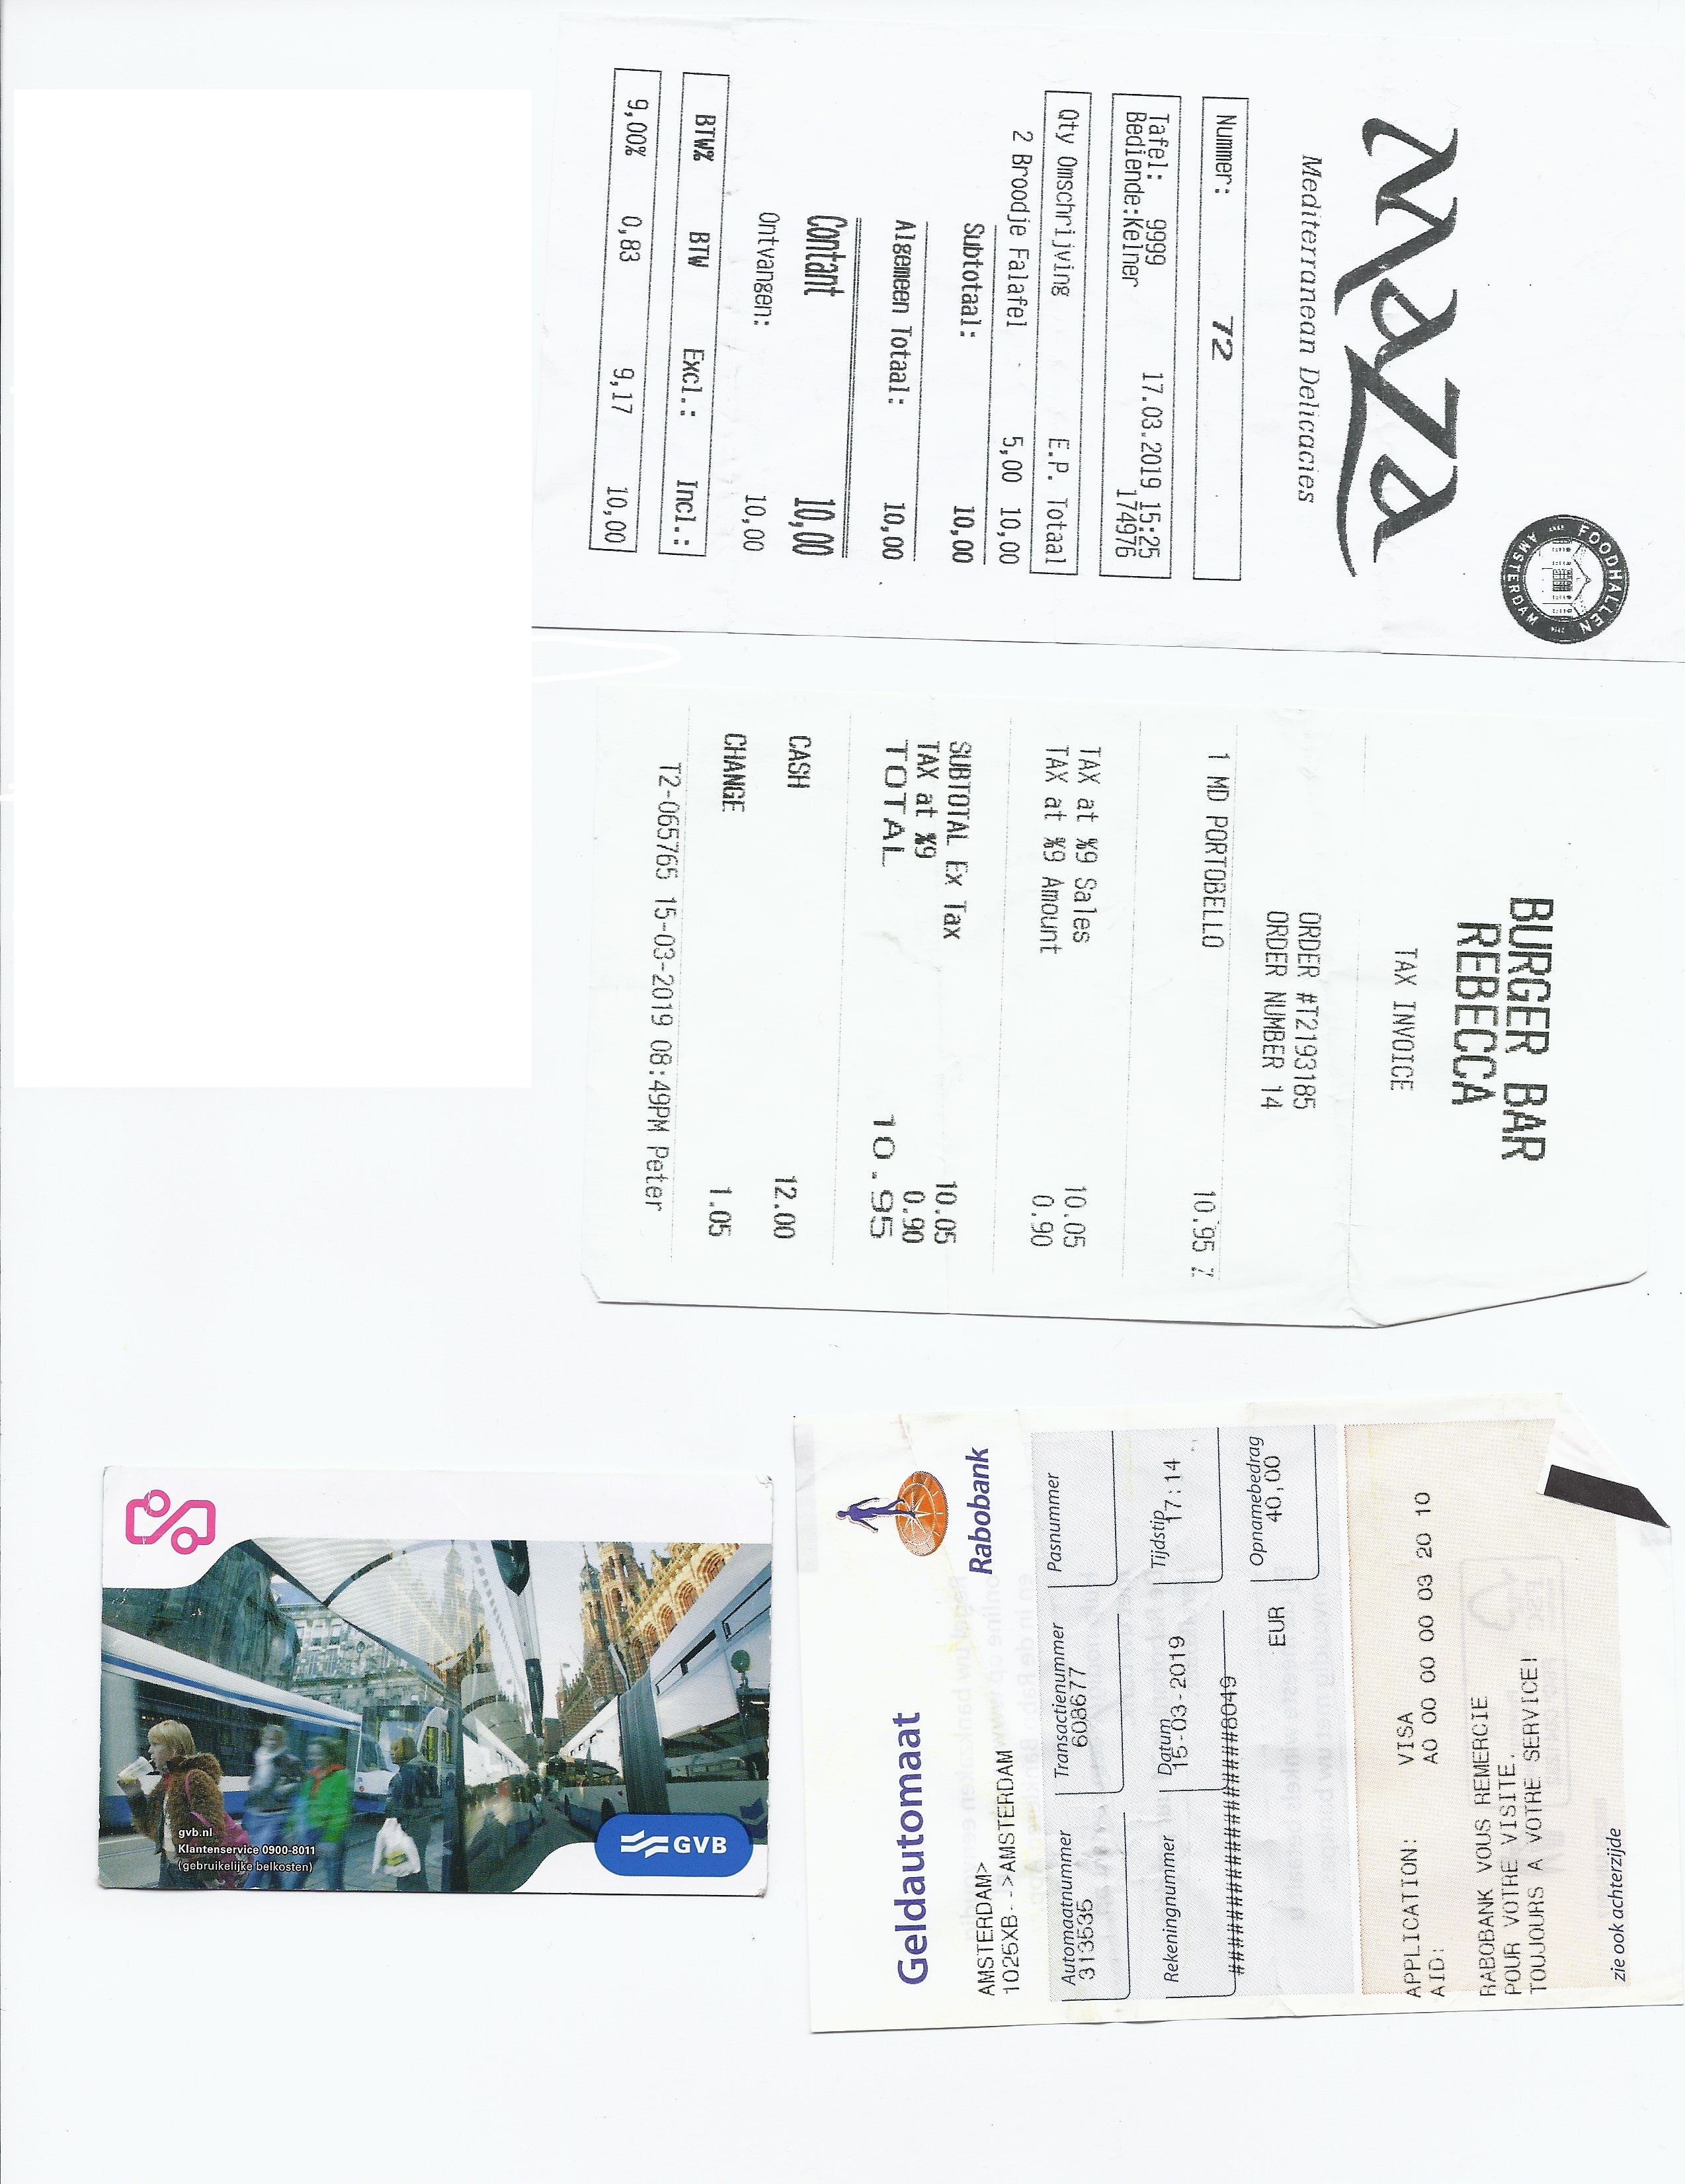 MAZA
Mediterranean Delicacies
FOODHALLEN
AMSTERDAM
Nummer: 72
Tafel: 9999 17.03.2019 15:25
Bediende:Kelner 174976
Qty Omschrijving E.P. Totaal
2 Broodje Falafel 5,00 10,00
Subtotaal: 10,00
Algemeen Totaal: 10,00
Contant 10,00
Ontvangen: 10,00
BTW% BTW Excl.: Incl.:
9,00% 0,83 9,17 10,00
BURGER BAR
REBECCA
TAX INVOICE
ORDER #T2193185
ORDER NUMBER 14
1 MD PORTOBELLO 10.95 %
TAX at %9 Sales 10.05
TAX at %9 Amount 0.90
SUBTOTAL Ex Tax 10.05
TAX at %9 0.90
TOTAL 10.95
CASH 12.00
CHANGE 1.05
T2-065765 15-03-2019 08:49PM Peter
gvb.nl
Klantenservice 0900-8011
(gebruikelijke belkosten)
GVB
Geldautomaat
Rabobank
AMSTERDAM>
1025XB-->AMSTERDAM
Automaatnummer Transactienummer Pasnummer
313535 608677
Rekeningnummer Datum Tijdstip
15-03-2019 17:14
###################8049
Opnamebedrag
EUR 40,00
APPLICATION: VISA
AID: A0 00 00 00 03 20 10
RABOBANK VOUS REMERCIE
POUR VOTRE VISITE.
TOUJOURS A VOTRE SERVICE!
zie ook achterzijde